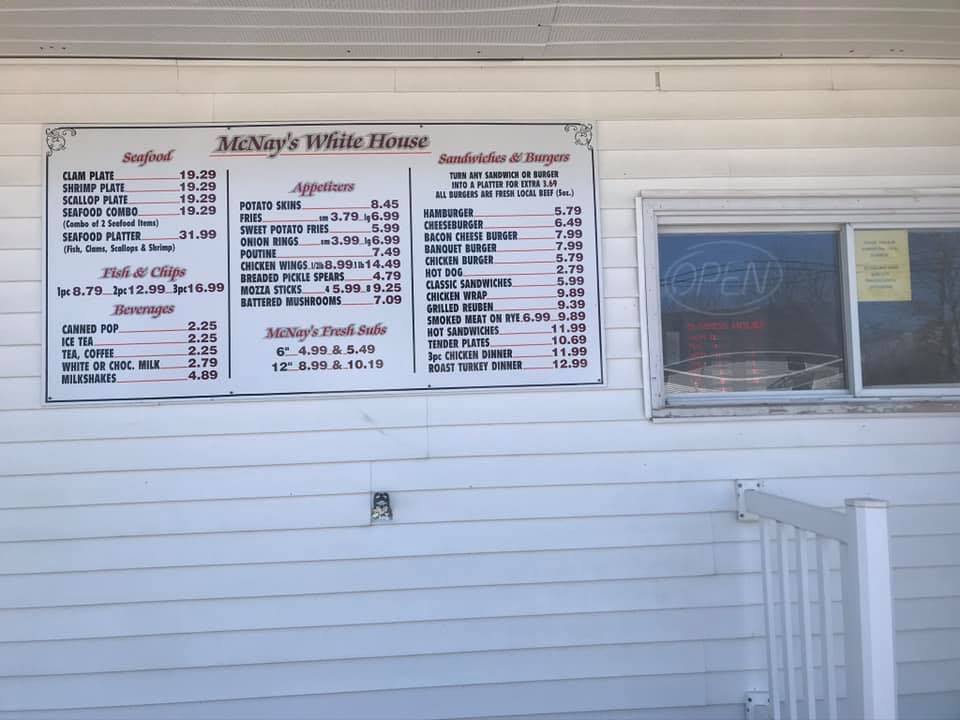 McNay's White House
Seafood
CLAM PLATE 19.29
SHRIMP PLATE 19.29
SCALLOP PLATE 19.29
SEAFOOD COMBO 19.29
(Combo of 2 Seafood Items)
SEAFOOD PLATTER 31.99
(Fish, Clams, Scallops & Shrimp)
Fish & Chips
1pc 8.79 2pc 12.99 3pc 16.99
Beverages
CANNED POP 2.25
ICE TEA 2.25
TEA, COFFEE 2.25
WHITE OR CHOC. MILK 2.79
MILKSHAKES 4.89
Appetizers
POTATO SKINS 8.45
FRIES sm 3.79 lg 6.99
SWEET POTATO FRIES 5.99
ONION RINGS sm 3.99 lg 6.99
POUTINE 7.49
CHICKEN WINGS 1/2lb 8.99 1 lb 14.49
BREADED PICKLE SPEARS 4.79
MOZZA STICKS 4 5.99 8 9.25
BATTERED MUSHROOMS 7.09
McNay's Fresh Subs
6" 4.99 & 5.49
12" 8.99 & 10.19
Sandwiches & Burgers
TURN ANY SANDWICH OR BURGER
INTO A PLATTER FOR EXTRA 3.69
ALL BURGERS ARE FRESH LOCAL BEEF (5oz.)
HAMBURGER 5.79
CHEESEBURGER 6.49
BACON CHEESE BURGER 7.99
BANQUET BURGER 7.99
CHICKEN BURGER 5.79
HOT DOG 2.79
CLASSIC SANDWICHES 5.99
CHICKEN WRAP 9.89
GRILLED REUBEN 9.39
SMOKED MEAT ON RYE 6.99 9.89
HOT SANDWICHES 11.99
TENDER PLATES 10.69
3pc CHICKEN DINNER 11.99
ROAST TURKEY DINNER 12.99
OPEN
BUSINESS HOURS